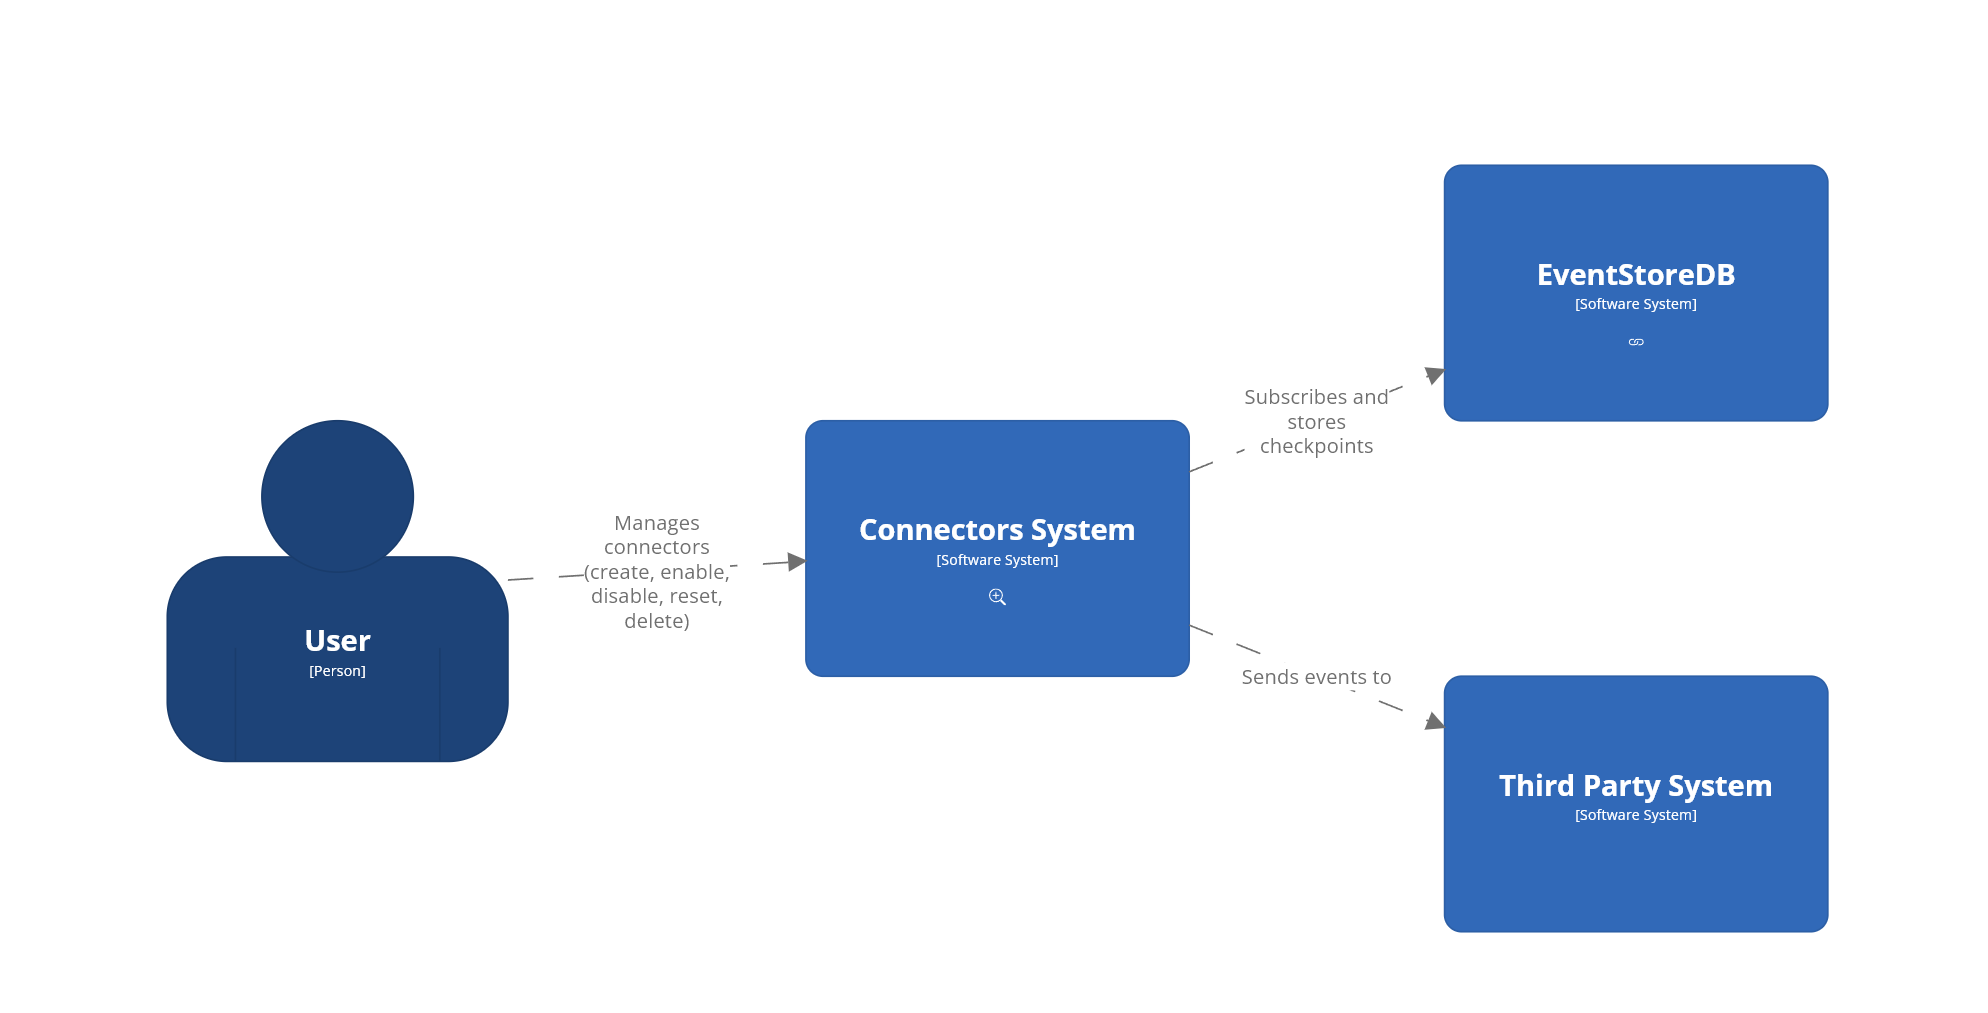 User
[Person]
Manages
connectors
(create, enable,
disable, reset,
delete)
Connectors System
[Software System]
Subscribes and
stores
checkpoints
EventStoreDB
[Software System]
Sends events to
Third Party System
[Software System]